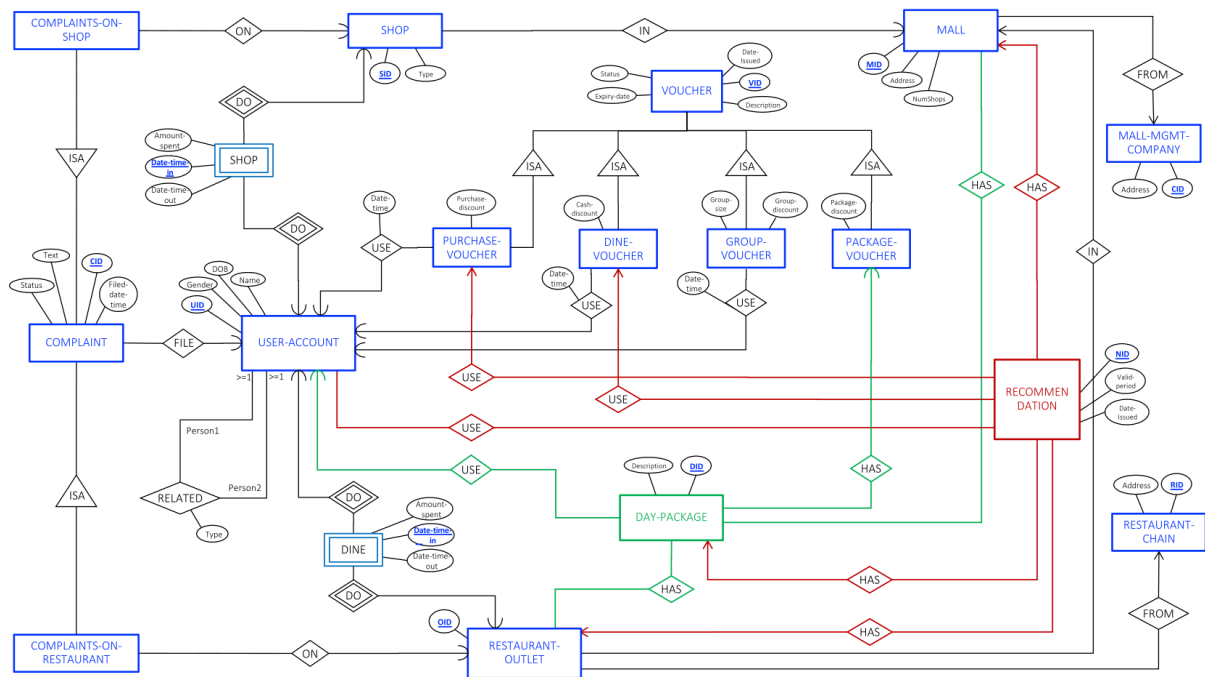 COMPLAINTS-ON-
SHOP
ON
SHOP
IN
MALL
SID
Type
MID
Address
NumShops
FROM
MALL-MGMT-
COMPANY
Address
CID
Date-
Issued
Status
VID
VOUCHER
Expiry-date
Description
DO
Amount-
spent
Date-time-
in
Date-time-
out
SHOP
DO
ISA
ISA
ISA
ISA
ISA
HAS
HAS
Date-
time
Purchase-
discount
Cash-
discount
Group-
size
Group-
discount
Package-
discount
USE
PURCHASE-
VOUCHER
DINE-
VOUCHER
GROUP-
VOUCHER
PACKAGE-
VOUCHER
IN
Date-
time
USE
Date-
time
USE
Text
CID
Status
Filed-
date-
time
COMPLAINT
FILE
DOB
Name
Gender
UID
USER-ACCOUNT
>=1
>=1
USE
USE
USE
RECOMMEN
DATION
NID
Valid-
period
Date-
Issued
Person1
Person2
RELATED
Type
ISA
USE
HAS
Description
DID
DAY-PACKAGE
DO
Amount-
spent
Date-time-
in
Date-time-
out
DINE
DO
HAS
HAS
HAS
Address
RID
RESTAURANT-
CHAIN
FROM
OID
RESTAURANT-
OUTLET
COMPLAINTS-ON-
RESTAURANT
ON